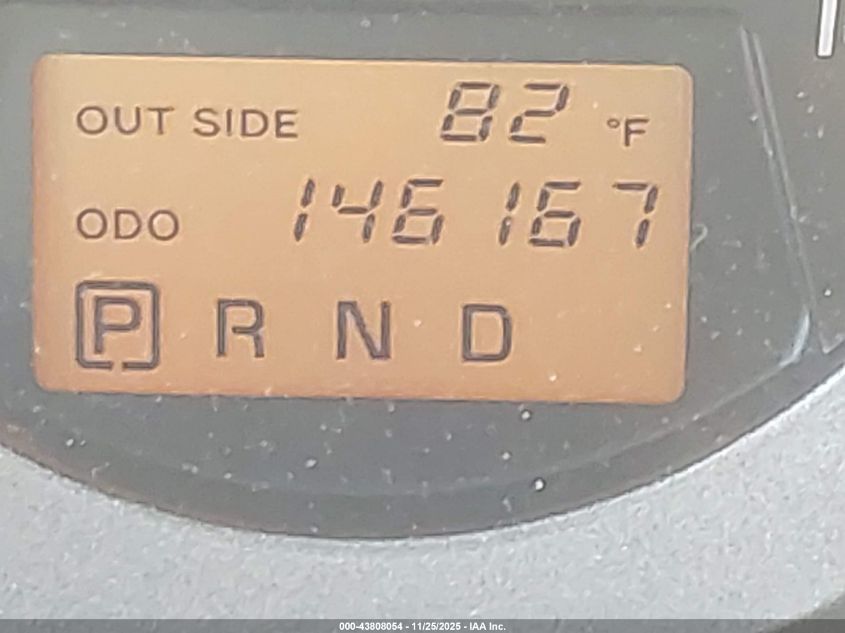 OUT SIDE 82 °F
ODO 146167
P R N D
000-43808054 - 11/25/2025 - IAA Inc.